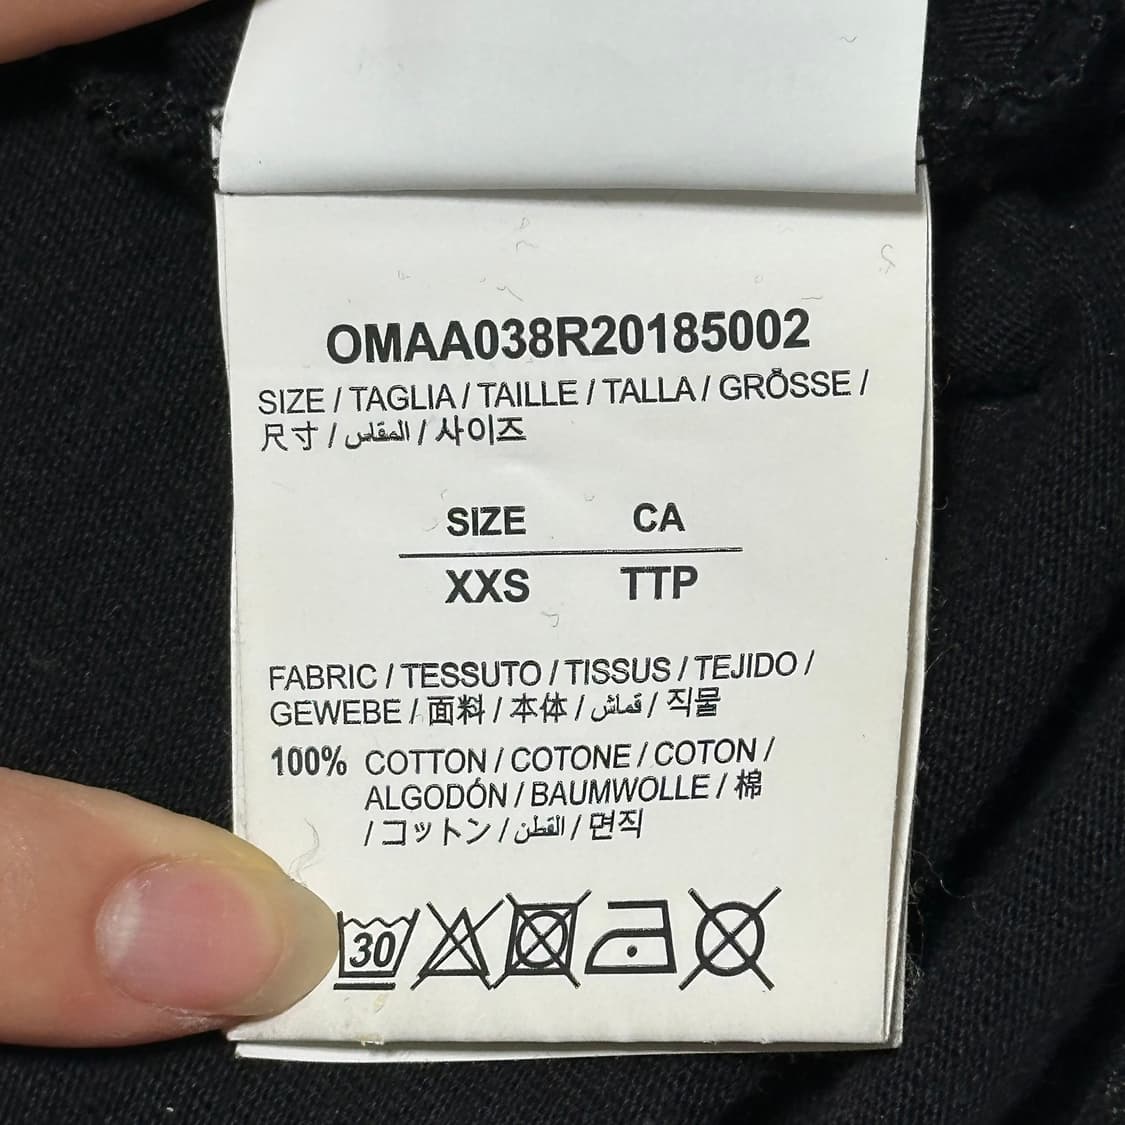 OMAA038R20185002
SIZE / TAGLIA / TAILLE / TALLA / GRÖSSE /
尺寸 / المقاس / 사이즈
SIZE CA
XXS TTP
FABRIC / TESSUTO / TISSUS / TEJIDO /
GEWEBE / 面料 / 本体 / قماش / 직물
100% COTTON / COTONE / COTON /
ALGODÓN / BAUMWOLLE / 棉
/ コットン / القطن / 면직
30